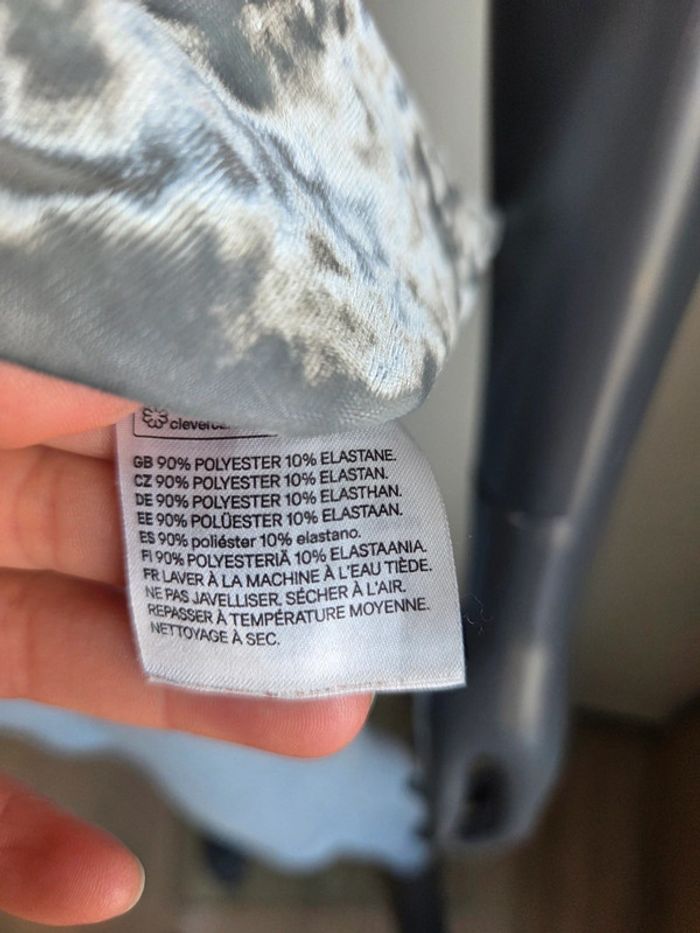 GB 90% POLYESTER 10% ELASTANE.
CZ 90% POLYESTER 10% ELASTAN.
DE 90% POLYESTER 10% ELASTHAN.
EE 90% POLÜESTER 10% ELASTAAN.
ES 90% poliéster 10% elastano.
FI 90% POLYESTERIÄ 10% ELASTAANIA.
FR LAVER À LA MACHINE À L'EAU TIÈDE.
NE PAS JAVELLISER. SÉCHER À L'AIR.
REPASSER À TEMPÉRATURE MOYENNE.
NETTOYAGE À SEC.